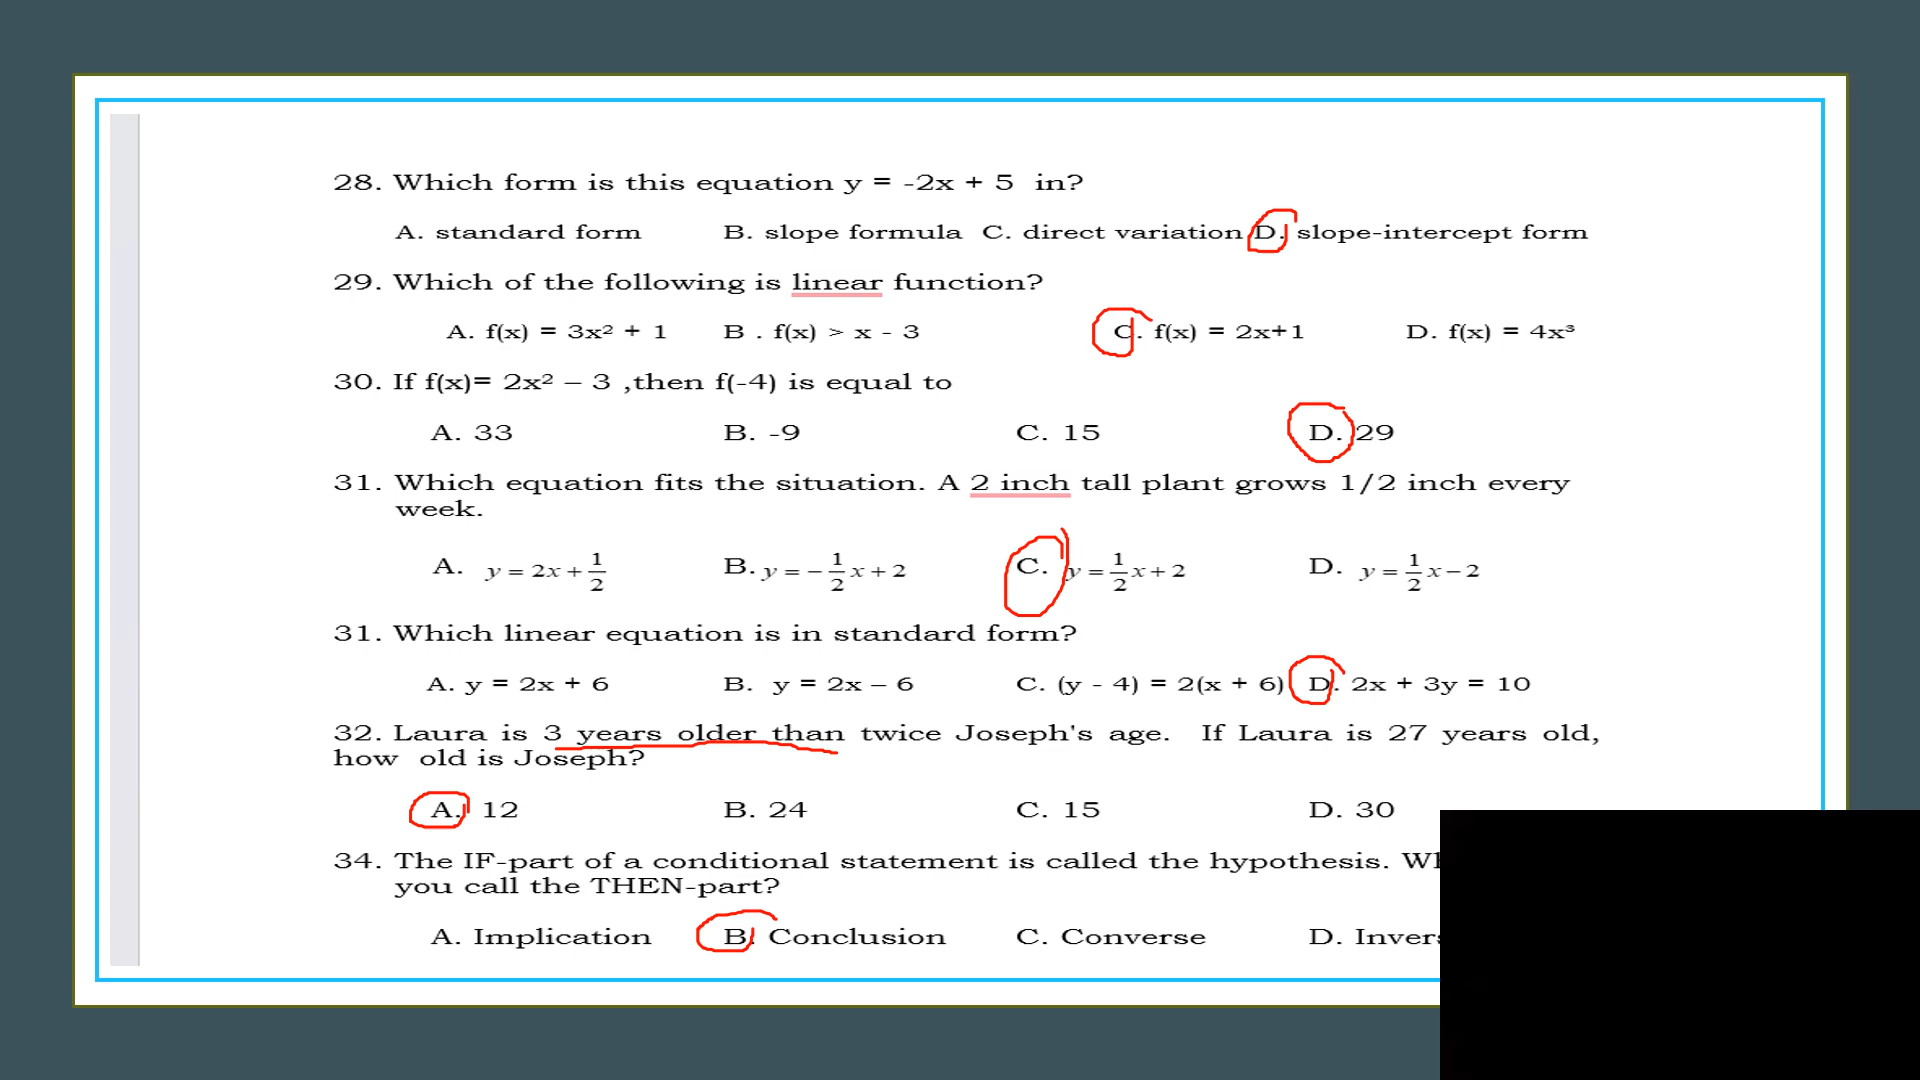 28. Which form is this equation y = -2x + 5 in?
A. standard form B. slope formula C. direct variation D. slope-intercept form
29. Which of the following is linear function?
A. f(x) = 3x² + 1 B . f(x) > x - 3 C. f(x) = 2x+1 D. f(x) = 4x³
30. If f(x)= 2x² – 3 ,then f(-4) is equal to
A. 33 B. -9 C. 15 D. 29
31. Which equation fits the situation. A 2 inch tall plant grows 1/2 inch every
week.
A. y = 2x + 1/2 B. y = - 1/2 x + 2 C. y = 1/2 x + 2 D. y = 1/2 x - 2
31. Which linear equation is in standard form?
A. y = 2x + 6 B. y = 2x – 6 C. (y - 4) = 2(x + 6) D. 2x + 3y = 10
32. Laura is 3 years older than twice Joseph's age. If Laura is 27 years old,
how old is Joseph?
A. 12 B. 24 C. 15 D. 30
34. The IF-part of a conditional statement is called the hypothesis.
you call the THEN-part?
A. Implication B. Conclusion C. Converse D.